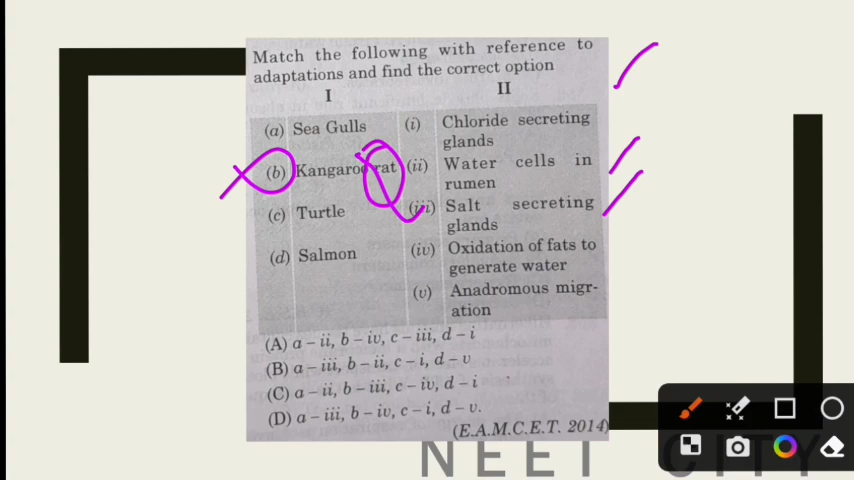 Match the following with reference to
adaptations and find the correct option
I II
(a) Sea Gulls (i) Chloride secreting
glands
(b) Kangaroo rat (ii) Water cells in
rumen
(c) Turtle (iii) Salt secreting
glands
(d) Salmon (iv) Oxidation of fats to
generate water
(v) Anadromous migr-
ation
(A) a – ii, b – iv, c – iii, d – i
(B) a – iii, b – ii, c – i, d – v
(C) a – ii, b – iii, c – iv, d – i
(D) a – iii, b – iv, c – i, d – v.
(E.A.M.C.E.T. 2014)
NEET CITY